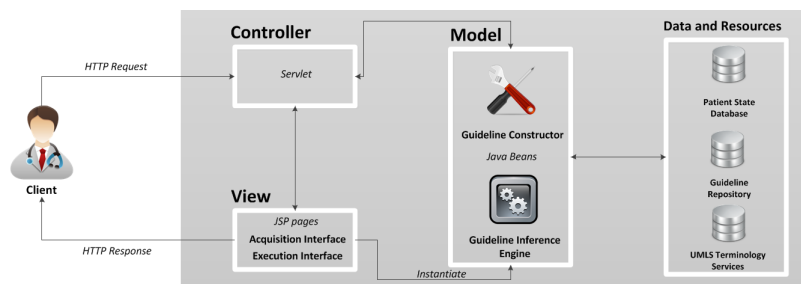 Controller
Servlet
HTTP Request
Client
HTTP Response
View
JSP pages
Acquisition Interface
Execution Interface
Instantiate
Model
Guideline Constructor
Java Beans
Guideline Inference
Engine
Data and Resources
Patient State
Database
Guideline
Repository
UMLS Terminology
Services